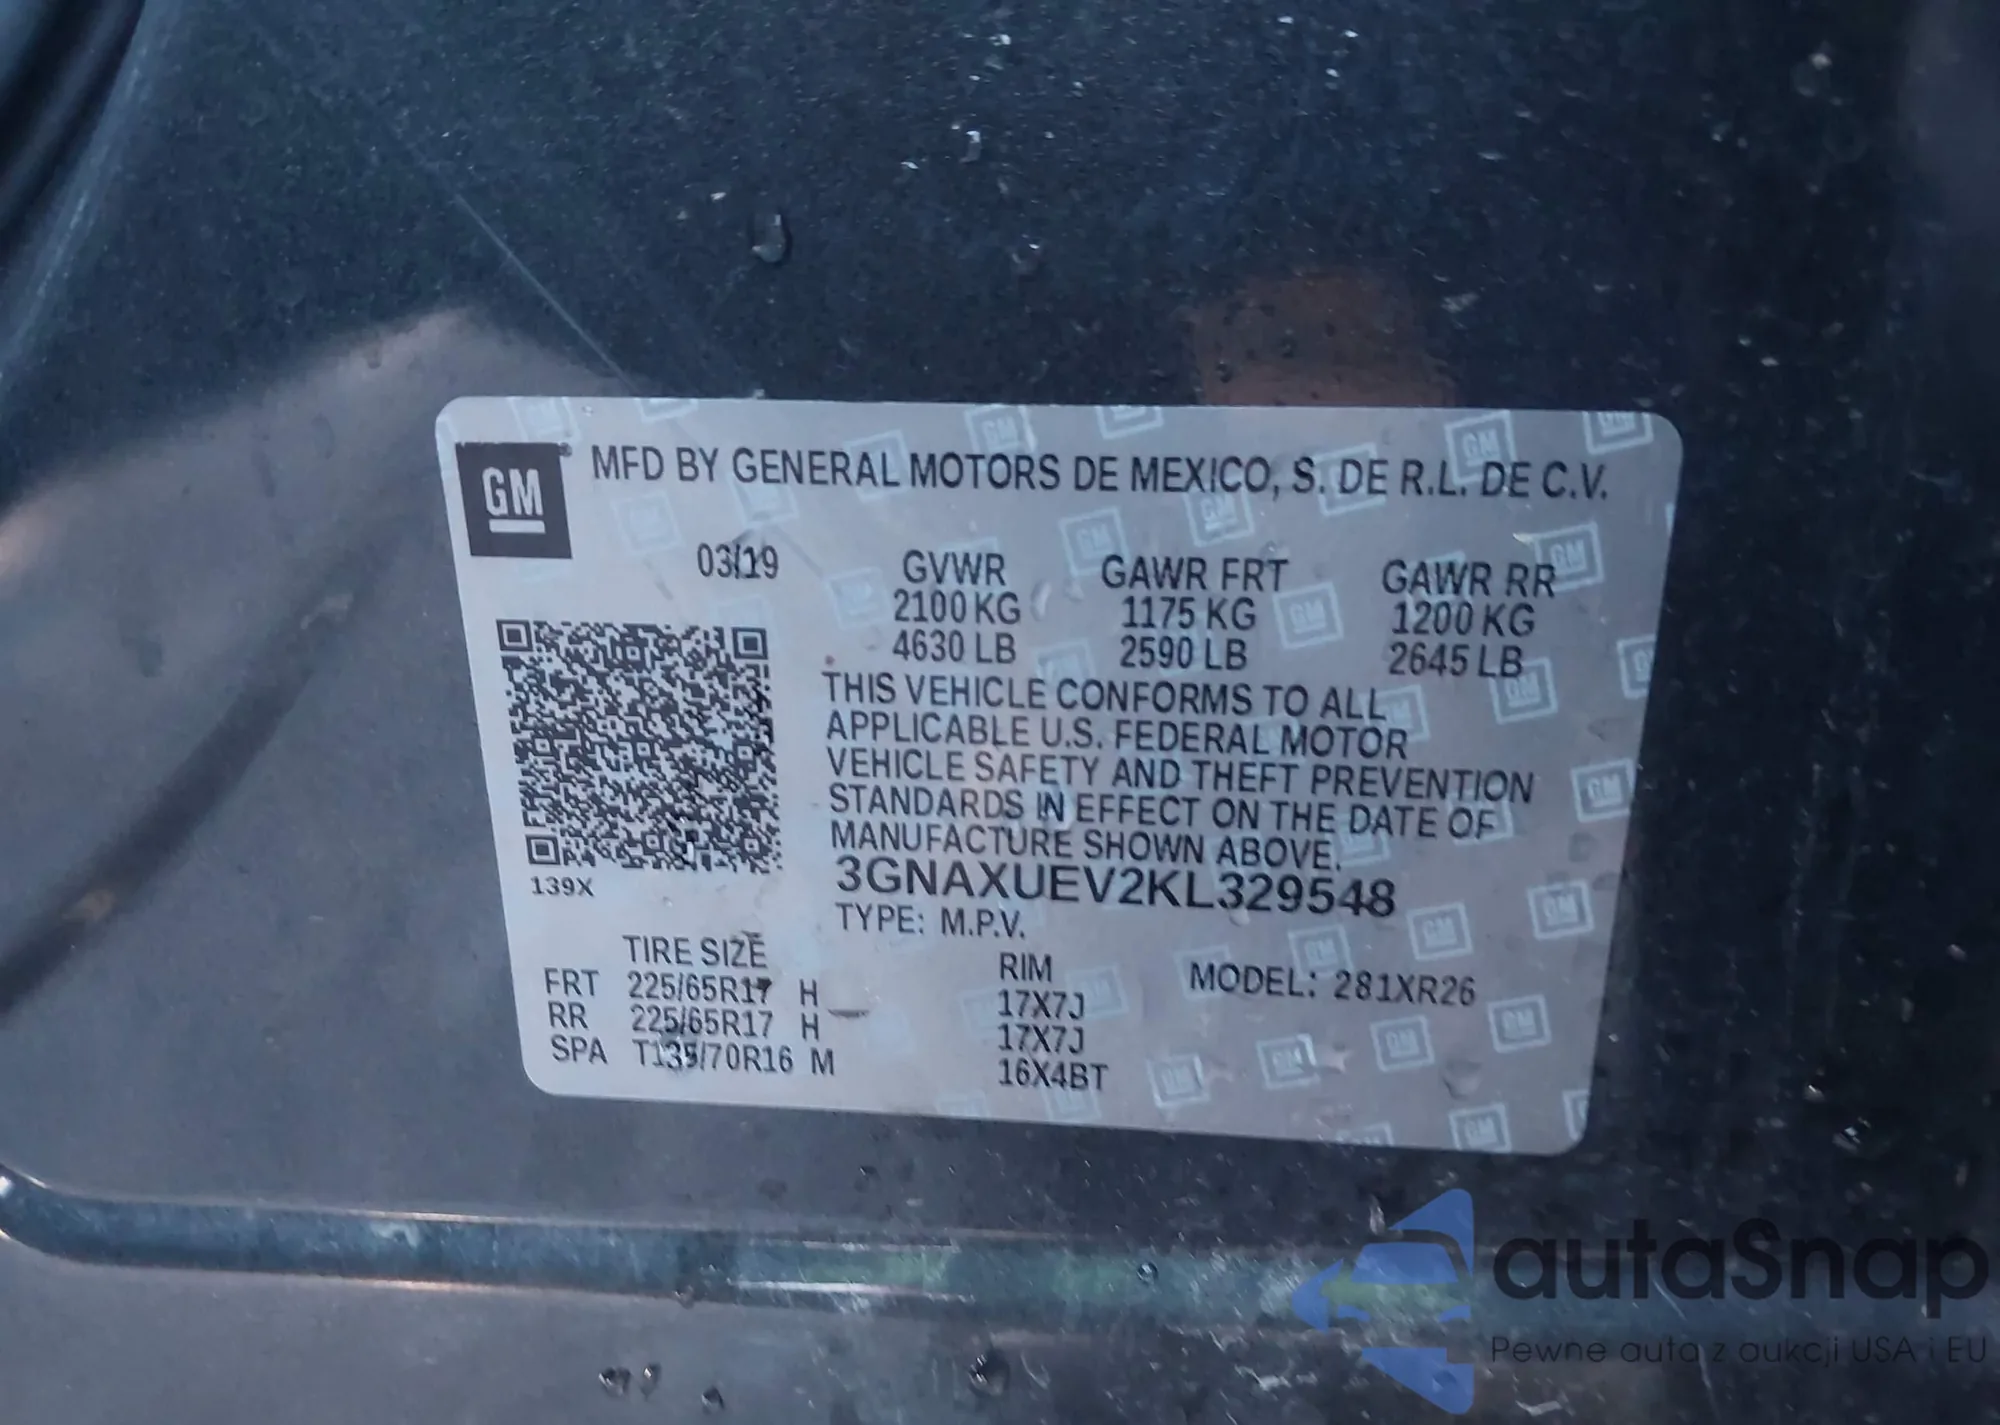 GM
MFD BY GENERAL MOTORS DE MEXICO, S. DE R.L. DE C.V.
03/19
GVWR GAWR FRT GAWR RR
2100 KG 1175 KG 1200 KG
4630 LB 2590 LB 2645 LB
THIS VEHICLE CONFORMS TO ALL
APPLICABLE U.S. FEDERAL MOTOR
VEHICLE SAFETY AND THEFT PREVENTION
STANDARDS IN EFFECT ON THE DATE OF
MANUFACTURE SHOWN ABOVE.
139X
3GNAXUEV2KL329548
TYPE: M.P.V.
TIRE SIZE RIM MODEL: 281XR26
FRT 225/65R17 H 17X7J
RR 225/65R17 H 17X7J
SPA T135/70R16 M 16X4BT
autaSnap
Pewne auta z aukcji USA i EU